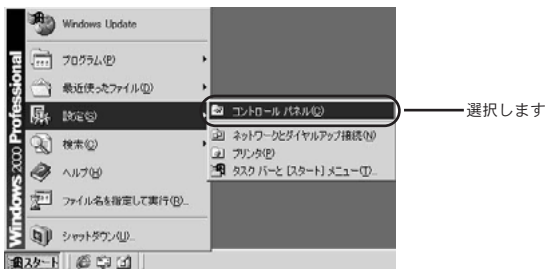 Windows Update
プログラム(P)
最近使ったファイル(D)
設定(S)
検索(C)
ヘルプ(H)
ファイル名を指定して実行(R)...
シャットダウン(U)...
Windows 2000 Professional
スタート
コントロール パネル(C)
ネットワークとダイヤルアップ接続(N)
プリンタ(P)
タスク バーと [スタート] メニュー(T)...
選択します